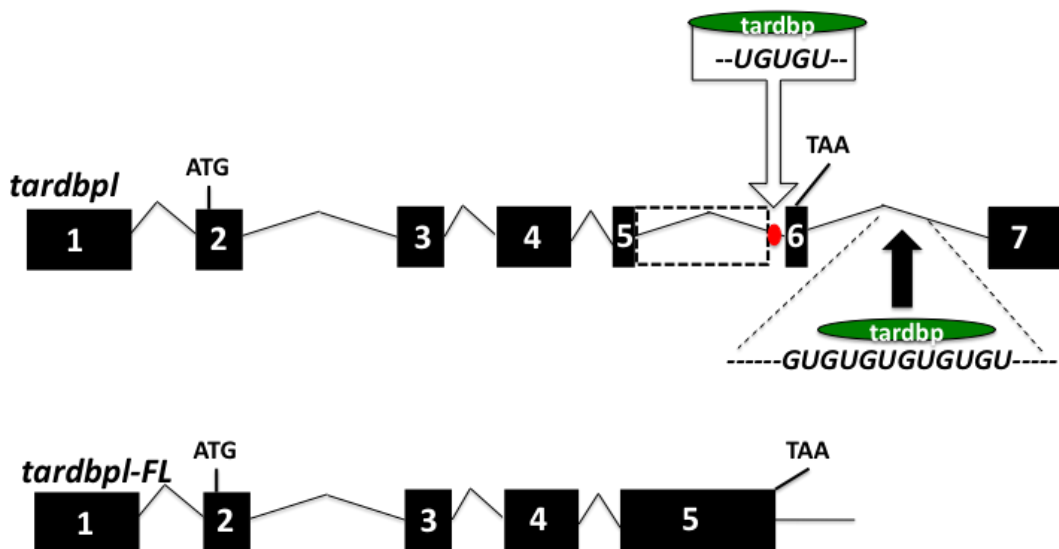 tardbp
--UGUGU--
TAA
ATG
tardbpl
1 2 3 4 5 6 7
tardbp
------GUGUGUGUGUGU-----
ATG TAA
tardbpl-FL
1 2 3 4 5